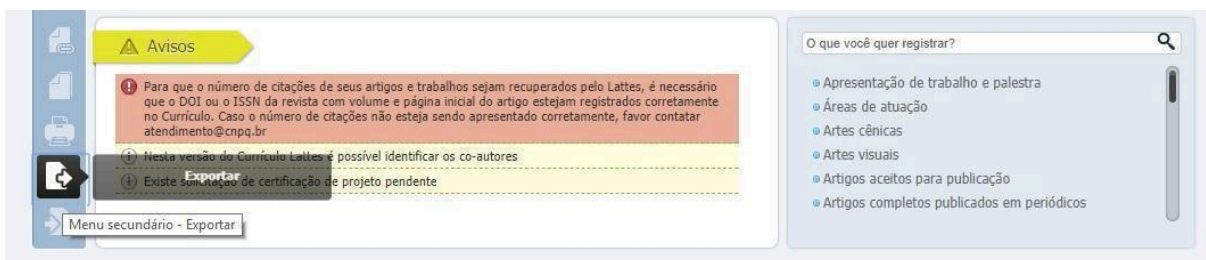 Avisos
Para que o número de citações de seus artigos e trabalhos sejam recuperados pelo Lattes, é necessário
que o DOI ou o ISSN da revista com volume e página inicial do artigo estejam registrados corretamente
no Currículo. Caso o número de citações não esteja sendo apresentado corretamente, favor contatar
atendimento@cnpq.br
Nesta versão do Currículo Lattes é possível identificar os co-autores
Existe solicitação de certificação de projeto pendente
Exportar
Menu secundário - Exportar
O que você quer registrar?
Apresentação de trabalho e palestra
Áreas de atuação
Artes cênicas
Artes visuais
Artigos aceitos para publicação
Artigos completos publicados em periódicos